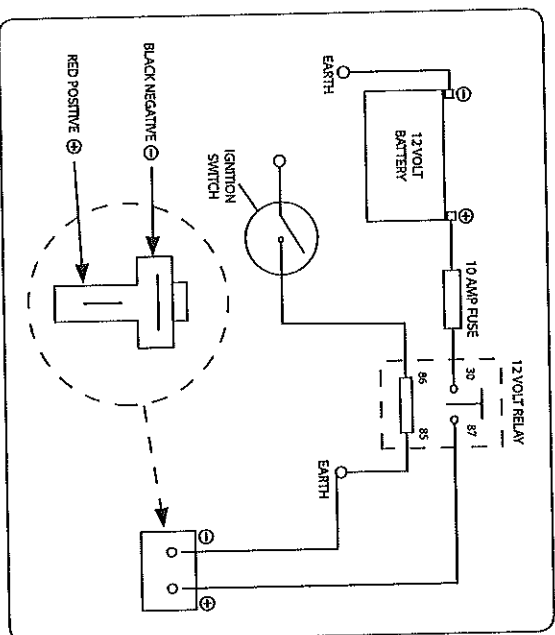 EARTH
⊖
12 VOLT
BATTERY
⊕
10 AMP FUSE
12 VOLT RELAY
30
87
86
85
IGNITION
SWITCH
EARTH
BLACK NEGATIVE ⊖
RED POSITIVE ⊕
⊖
⊕